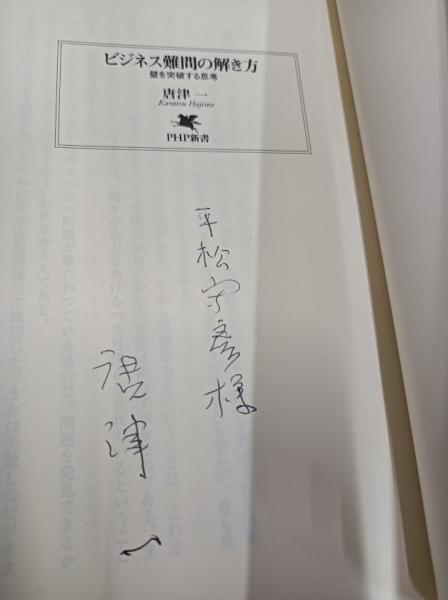 ビジネス難問の解き方
壁を突破する思考
唐津 一
Karatsu Hajime
PHP新書
平松守彦様
唐津一